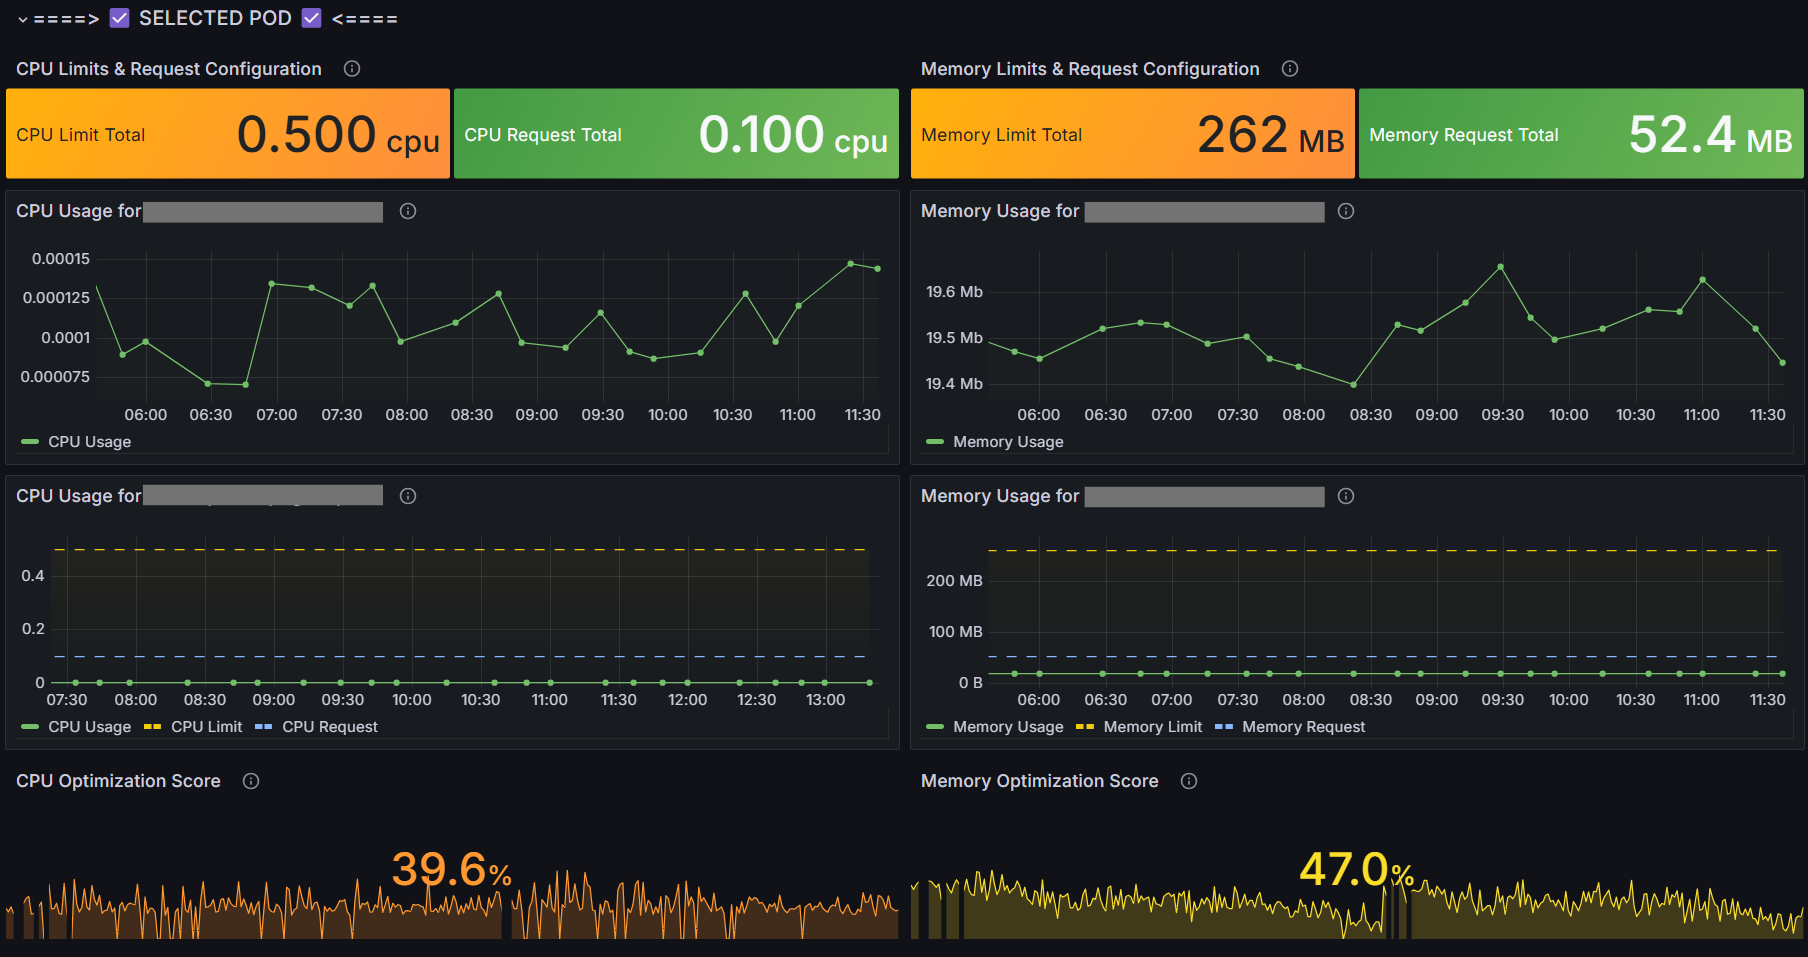 ====> SELECTED POD <====
CPU Limits & Request Configuration
CPU Limit Total 0.500 cpu
CPU Request Total 0.100 cpu
Memory Limits & Request Configuration
Memory Limit Total 262 MB
Memory Request Total 52.4 MB
CPU Usage for
0.00015
0.000125
0.0001
0.000075
06:00 06:30 07:00 07:30 08:00 08:30 09:00 09:30 10:00 10:30 11:00 11:30
CPU Usage
Memory Usage for
19.6 Mb
19.5 Mb
19.4 Mb
06:00 06:30 07:00 07:30 08:00 08:30 09:00 09:30 10:00 10:30 11:00 11:30
Memory Usage
CPU Usage for
0.4
0.2
0
07:30 08:00 08:30 09:00 09:30 10:00 10:30 11:00 11:30 12:00 12:30 13:00
CPU Usage CPU Limit CPU Request
Memory Usage for
200 MB
100 MB
0 B
06:00 06:30 07:00 07:30 08:00 08:30 09:00 09:30 10:00 10:30 11:00 11:30
Memory Usage Memory Limit Memory Request
CPU Optimization Score
39.6%
Memory Optimization Score
47.0%